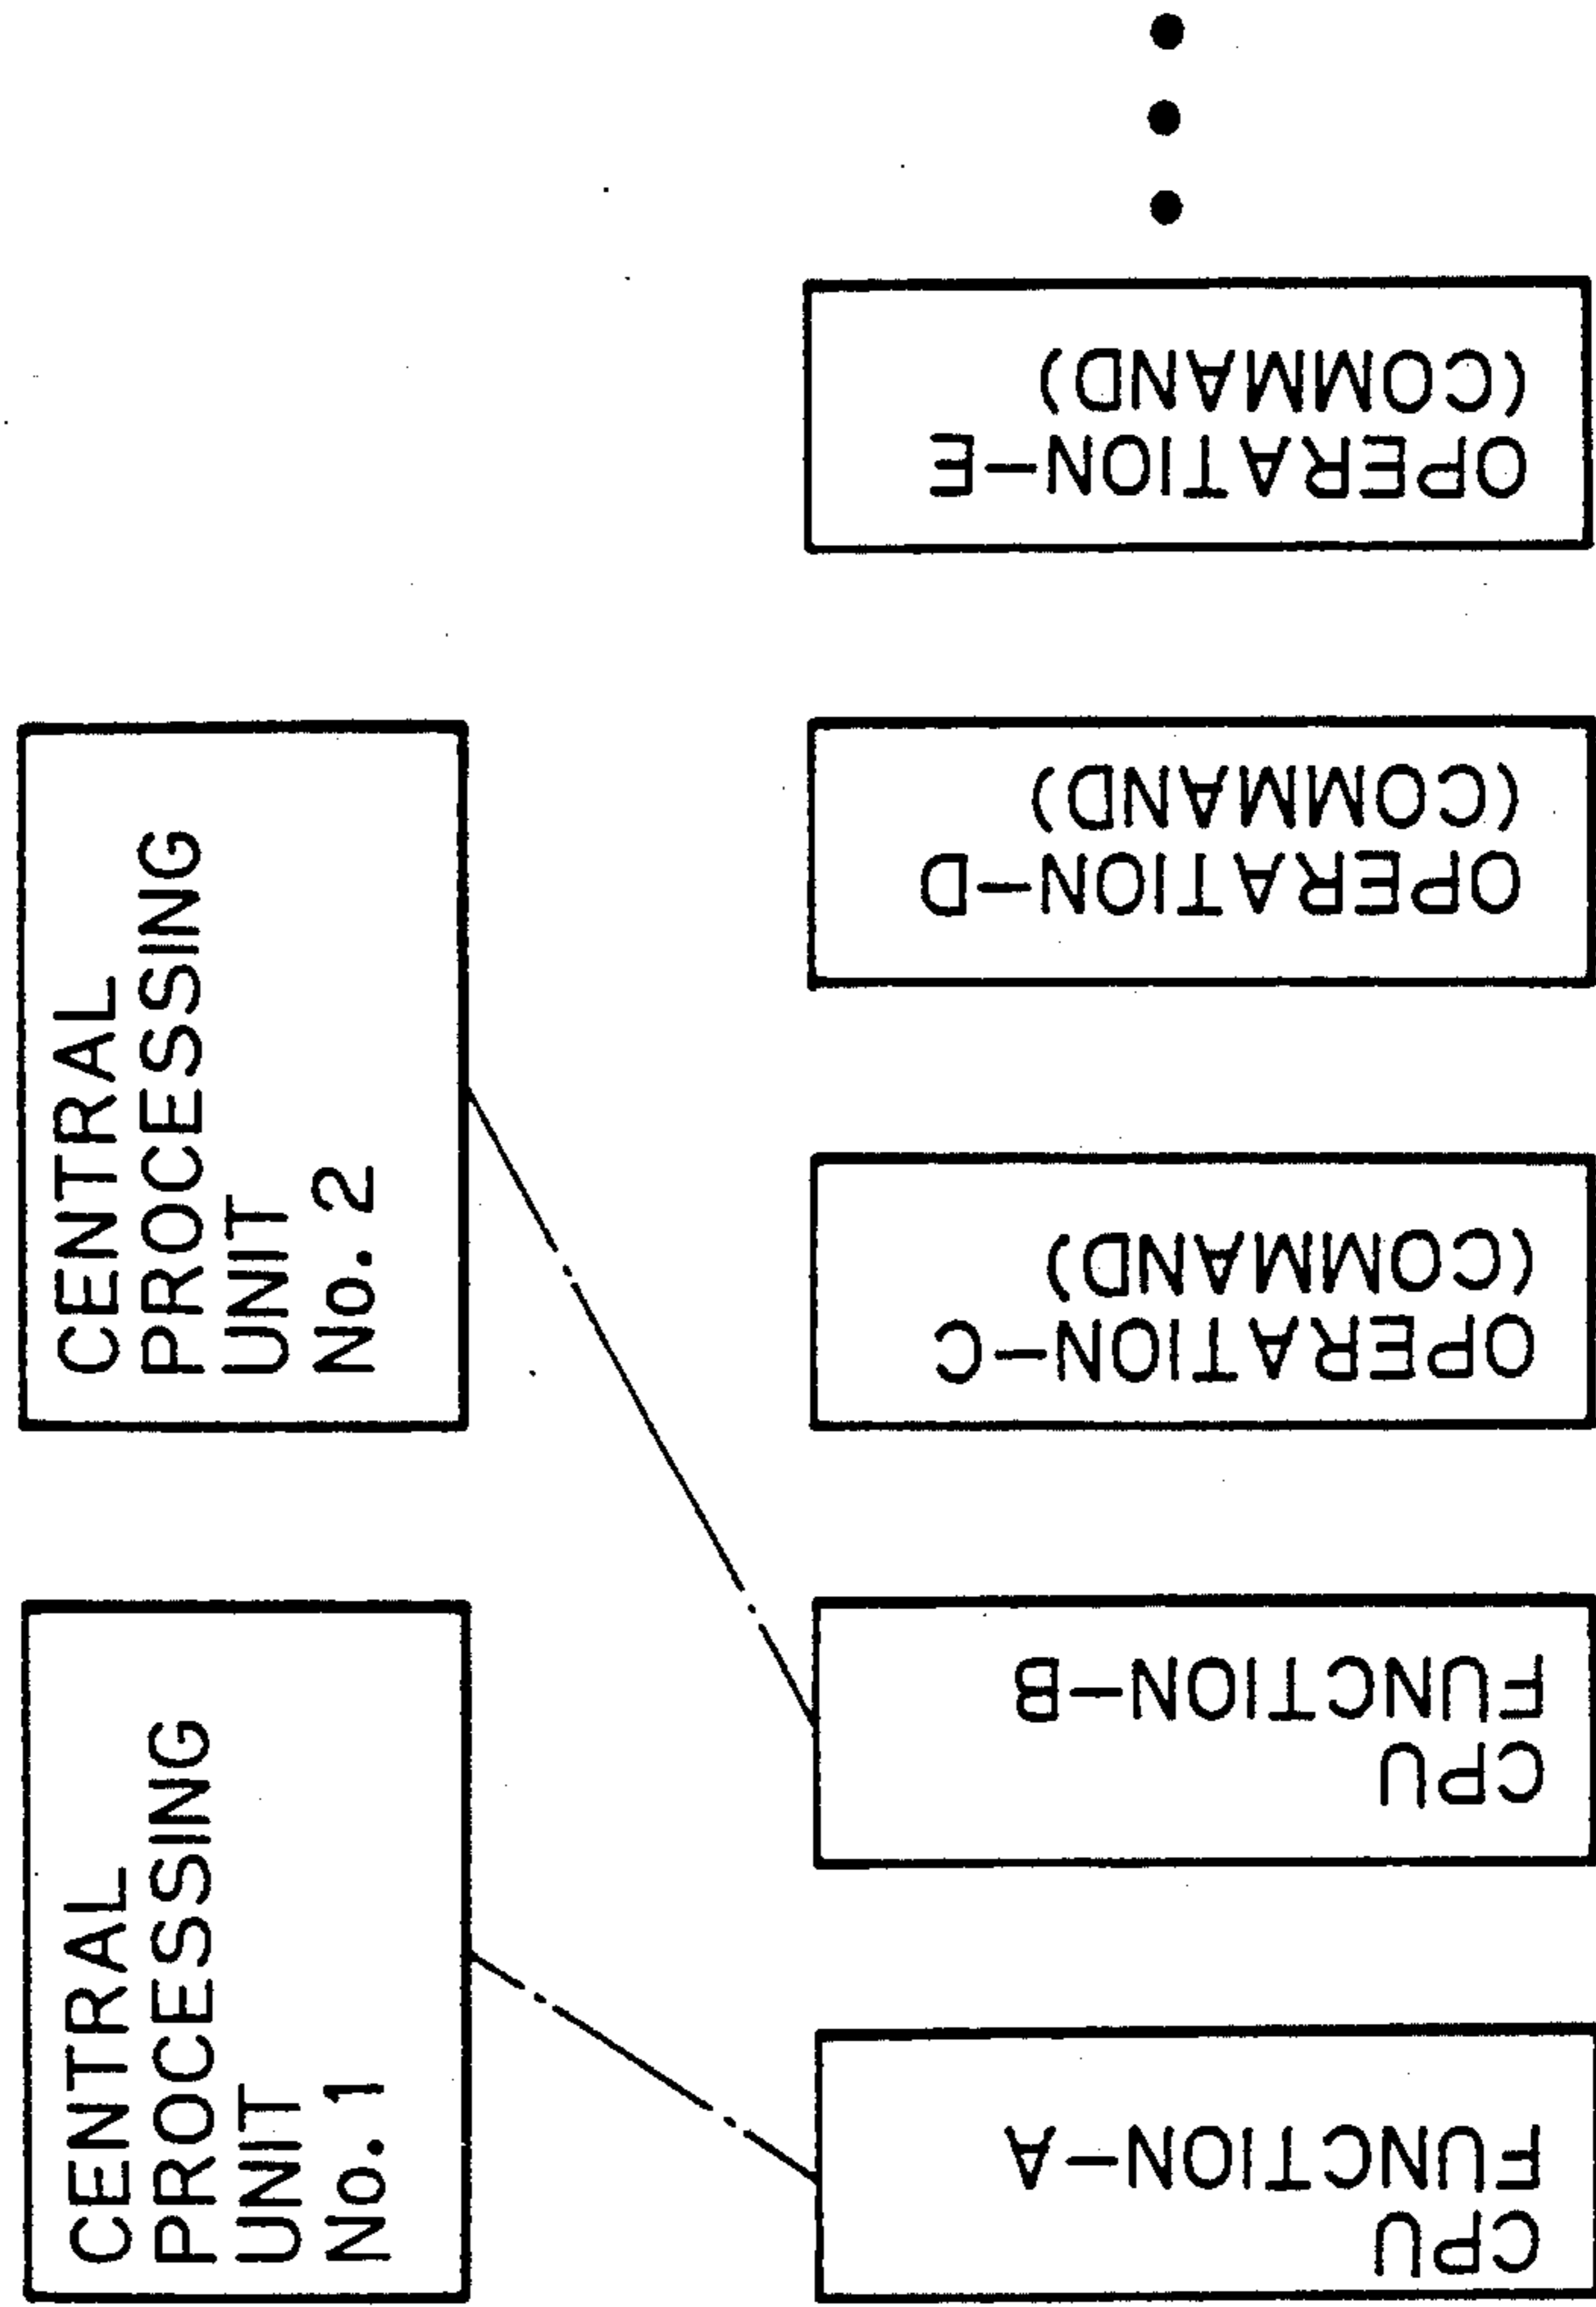 CENTRAL
PROCESSING
UNIT
No. 1
CENTRAL
PROCESSING
UNIT
No. 2
CPU
FUNCTION-A
CPU
FUNCTION-B
OPERATION-C
(COMMAND)
OPERATION-D
(COMMAND)
OPERATION-E
(COMMAND)